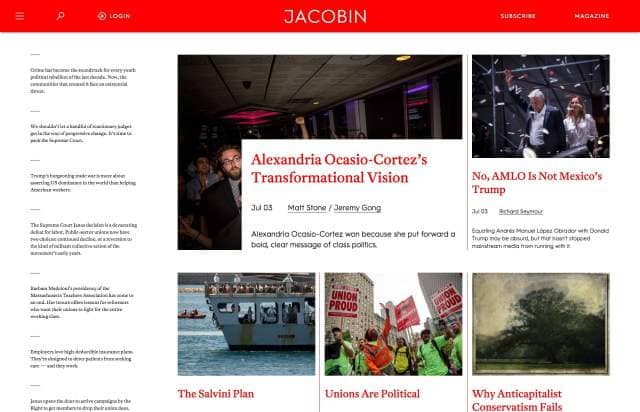 LOGIN
JACOBIN
SUBSCRIBE
MAGAZINE
Grime has become the soundtrack for every youth
political rebellion of the last decade. Now, the
communities that created it face an existential
threat.
We shouldn't let a handful of reactionary judges
get in the way of progressive change. It's time to
pack the Supreme Court.
Trump's burgeoning trade war is more about
asserting US dominance in the world than helping
American workers.
The Supreme Court Janus decision is a devastating
defeat for labor. Public-sector unions now have
two choices: continued decline, or a reversion to
the kind of militant collective action of the
movement's early years.
Barbara Madeloni's presidency of the
Massachusetts Teachers Association has come to
an end. Her tenure offers lessons for reformers
who want their unions to fight for the entire
working class.
Employers love high-deductible insurance plans.
They're designed to deter patients from seeking
care — and they work.
Janus opens the door to attack campaigns by the
Right to get members to drop their union dues.
Alexandria Ocasio-Cortez's
Transformational Vision
Jul 03 Matt Stone / Jeremy Gong
Alexandria Ocasio-Cortez won because she put forward a
bold, clear message of class politics.
No, AMLO Is Not Mexico's
Trump
Jul 03 Richard Seymour
Equating Andrés Manuel López Obrador with Donald
Trump may be absurd, but that hasn't stopped
mainstream media from running with it.
UNION
PROUD
UNION
PROUD
The Salvini Plan
Unions Are Political
Why Anticapitalist
Conservatism Fails